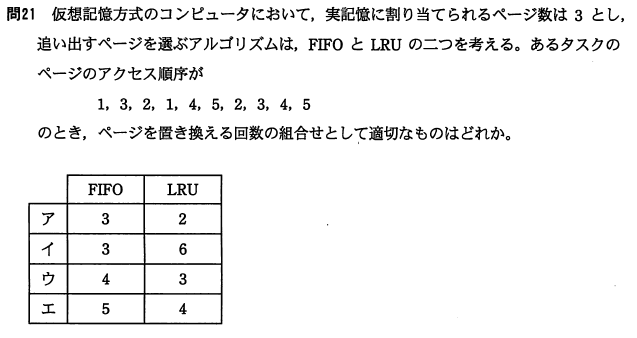 問21 仮想記憶方式のコンピュータにおいて，実記憶に割り当てられるページ数は 3 とし，
追い出すページを選ぶアルゴリズムは，FIFO と LRU の二つを考える。あるタスクの
ページのアクセス順序が
1，3，2，1，4，5，2，3，4，5
のとき，ページを置き換える回数の組合せとして適切なものはどれか。
FIFO LRU
ア 3 2
イ 3 6
ウ 4 3
エ 5 4